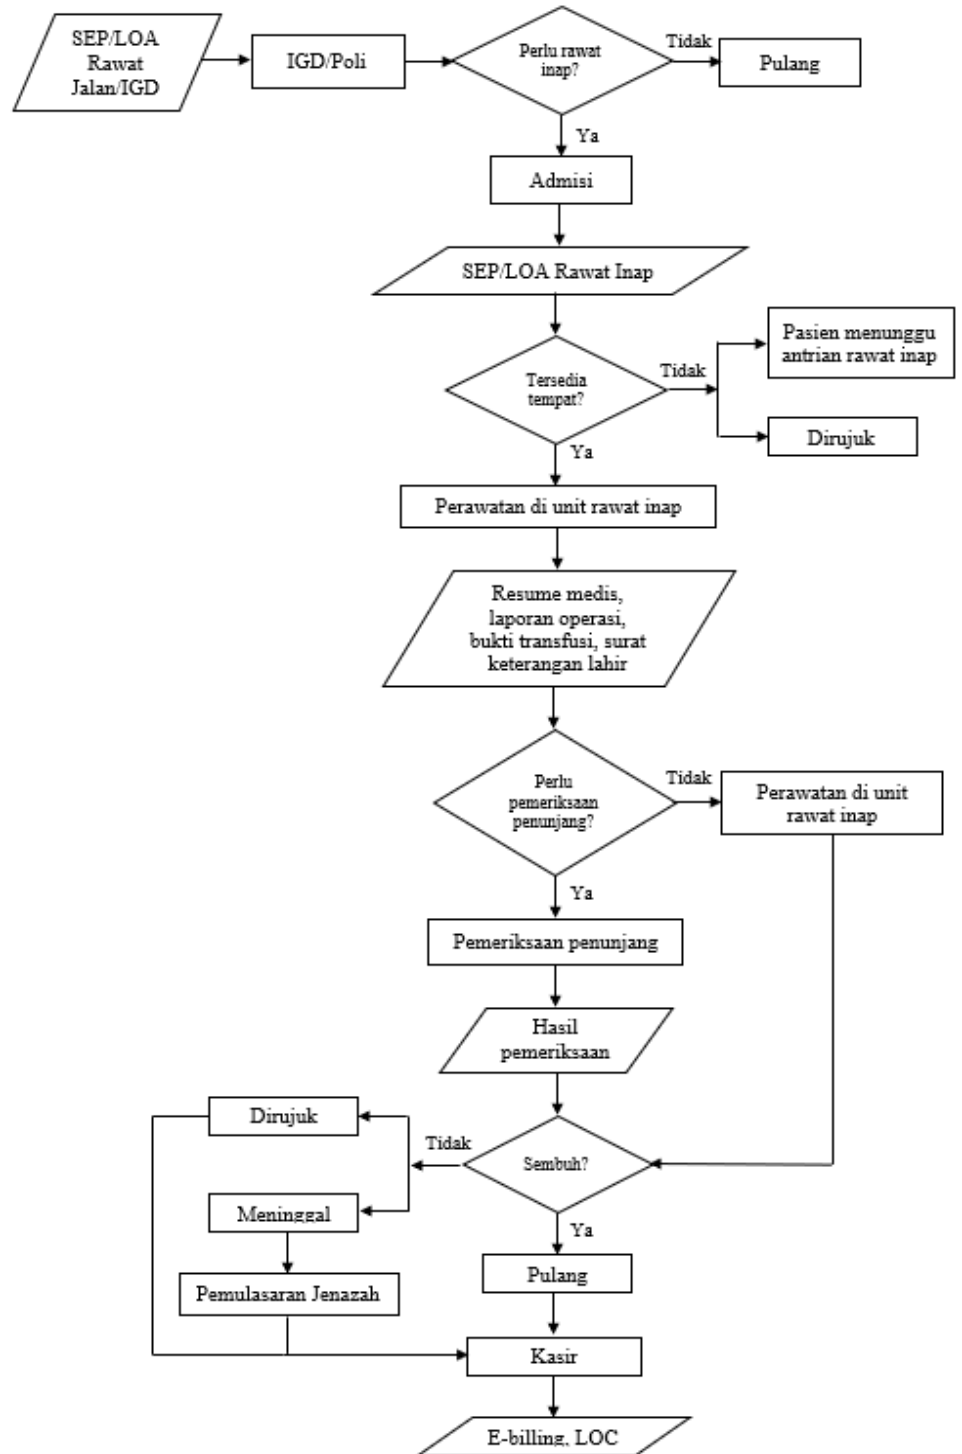 SEP/LOA
Rawat
Jalan/IGD
IGD/Poli
Perlu rawat
inap?
Tidak
Pulang
Ya
Admisi
SEP/LOA Rawat Inap
Tersedia
tempat?
Tidak
Pasien menunggu
antrian rawat inap
Dirujuk
Ya
Perawatan di unit rawat inap
Resume medis,
laporan operasi,
bukti transfusi, surat
keterangan lahir
Perlu
pemeriksaan
penunjang?
Tidak
Perawatan di unit
rawat inap
Ya
Pemeriksaan penunjang
Hasil
pemeriksaan
Sembuh?
Tidak
Dirujuk
Meninggal
Pemulasaran Jenazah
Ya
Pulang
Kasir
E-billing, LOC